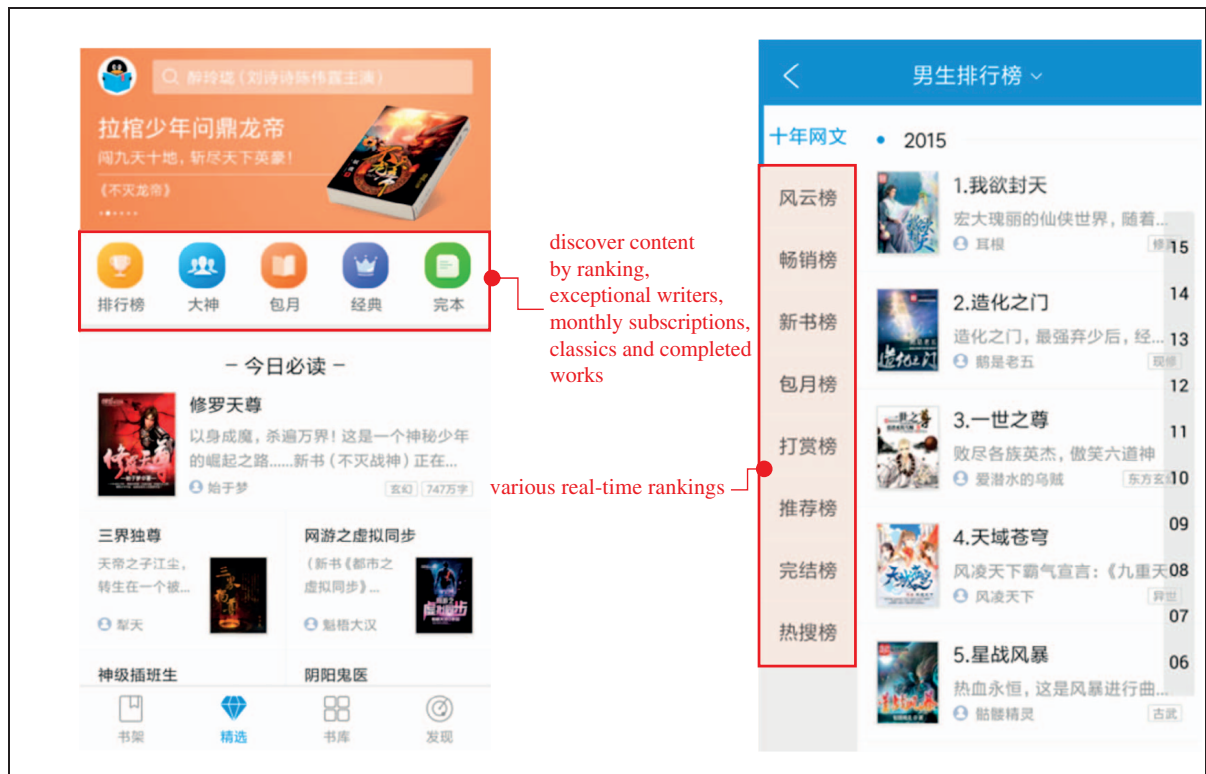 醉玲珑(刘诗诗陈伟霆主演)
拉棺少年问鼎龙帝
闯九天十地,斩尽天下英豪!
《不灭龙帝》
排行榜
大神
包月
经典
完本
discover content
by ranking,
exceptional writers,
monthly subscriptions,
classics and completed
works
– 今日必读 –
修罗天尊
以身成魔,杀遍万界!这是一个神秘少年
的崛起之路......新书《不灭战神》正在...
始于梦
玄幻
747万字
三界独尊
天帝之子江尘,
转生在一个被...
犁天
网游之虚拟同步
(新书《都市之
虚拟同步》...
魁梧大汉
神级插班生
阴阳鬼医
书架
精选
书库
发现
various real-time rankings
男生排行榜
十年网文
风云榜
畅销榜
新书榜
包月榜
打赏榜
推荐榜
完结榜
热搜榜
2015
1.我欲封天
宏大瑰丽的仙侠世界,随着...
耳根
2.造化之门
造化之门,最强弃少后,经...
鹅是老五
3.一世之尊
败尽各族英杰,傲笑六道神
爱潜水的乌贼
东方玄
4.天域苍穹
风凌天下霸气宣言:《九重天
风凌天下
异世
5.星战风暴
热血永恒,这是风暴进行曲...
骷髅精灵
古武
15
14
13
12
11
10
09
08
07
06